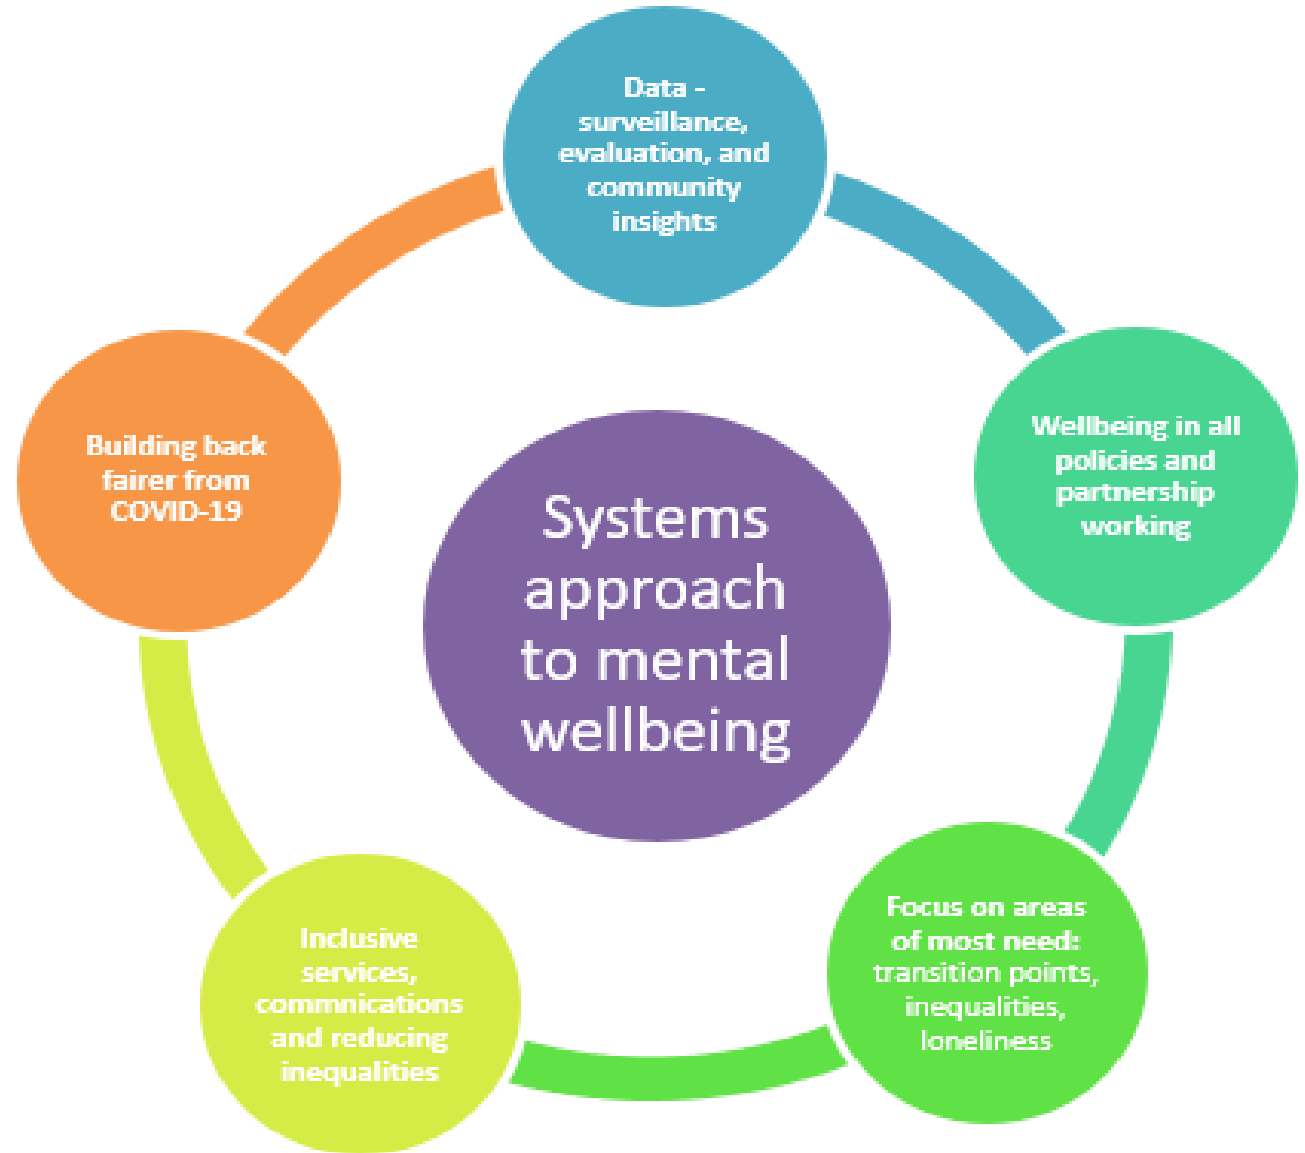 Data -
surveillance,
evaluation, and
community
insights
Wellbeing in all
policies and
partnership
working
Focus on areas
of most need:
transition points,
inequalities,
loneliness
Inclusive
services,
commnications
and reducing
inequalities
Building back
fairer from
COVID-19
Systems
approach
to mental
wellbeing